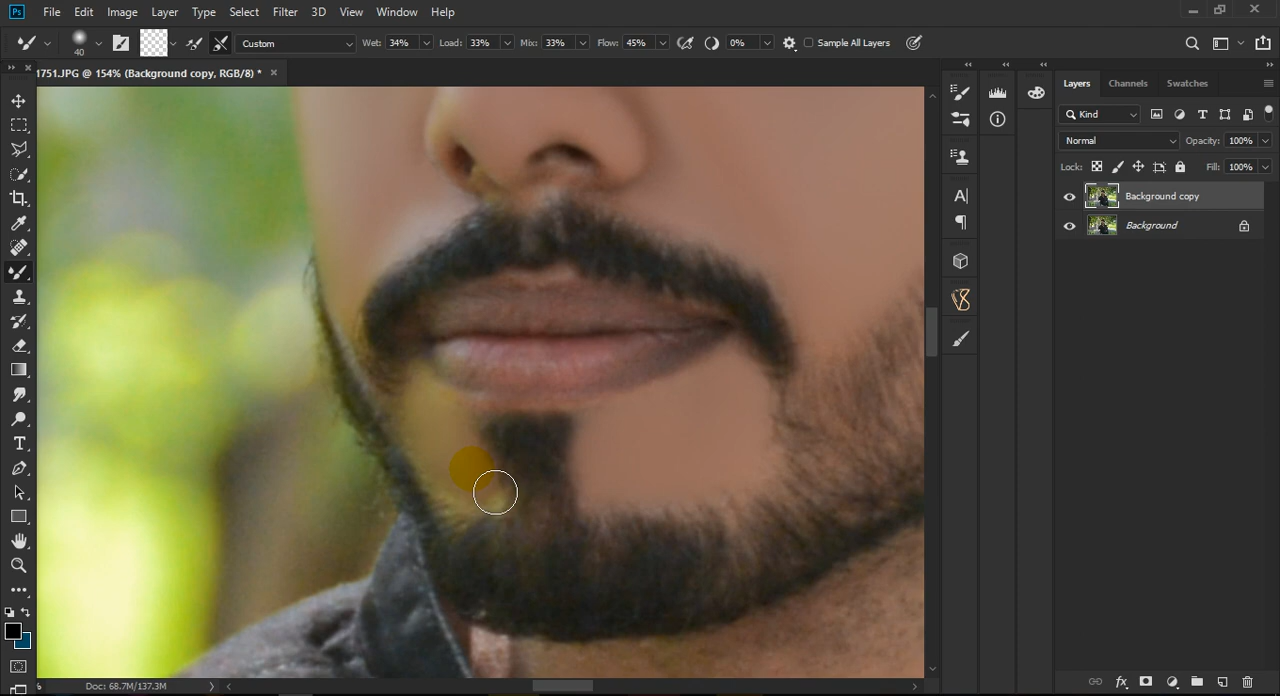 Ps File Edit Image Layer Type Select Filter 3D View Window Help
40 Custom Wet: 34% Load: 33% Mix: 33% Flow: 45% 0% Sample All Layers
1751.JPG @ 154% (Background copy, RGB/8) * ×
Layers Channels Swatches
Kind
Normal Opacity: 100%
Lock: Fill: 100%
Background copy
Background
% Doc: 68.7M/137.3M